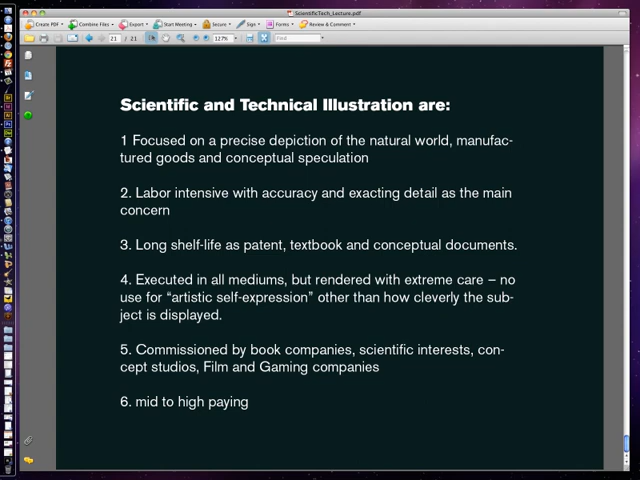 ScientificTech_Lecture.pdf
Create PDF
Combine Files
Export
Start Meeting
Secure
Sign
Forms
Review & Comment
21 / 21
127%
Find
Scientific and Technical Illustration are:
1 Focused on a precise depiction of the natural world, manufac-
tured goods and conceptual speculation
2. Labor intensive with accuracy and exacting detail as the main
concern
3. Long shelf-life as patent, textbook and conceptual documents.
4. Executed in all mediums, but rendered with extreme care – no
use for “artistic self-expression” other than how cleverly the sub-
ject is displayed.
5. Commissioned by book companies, scientific interests, con-
cept studios, Film and Gaming companies
6. mid to high paying